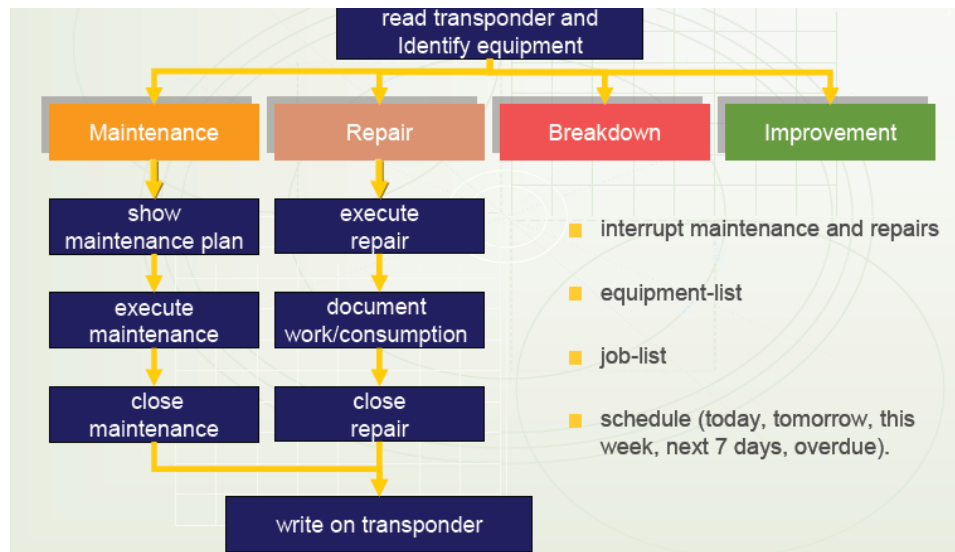 read transponder and
Identify equipment
Maintenance
Repair
Breakdown
Improvement
show
maintenance plan
execute
maintenance
close
maintenance
execute
repair
document
work/consumption
close
repair
write on transponder
interrupt maintenance and repairs
equipment-list
job-list
schedule (today, tomorrow, this
week, next 7 days, overdue).